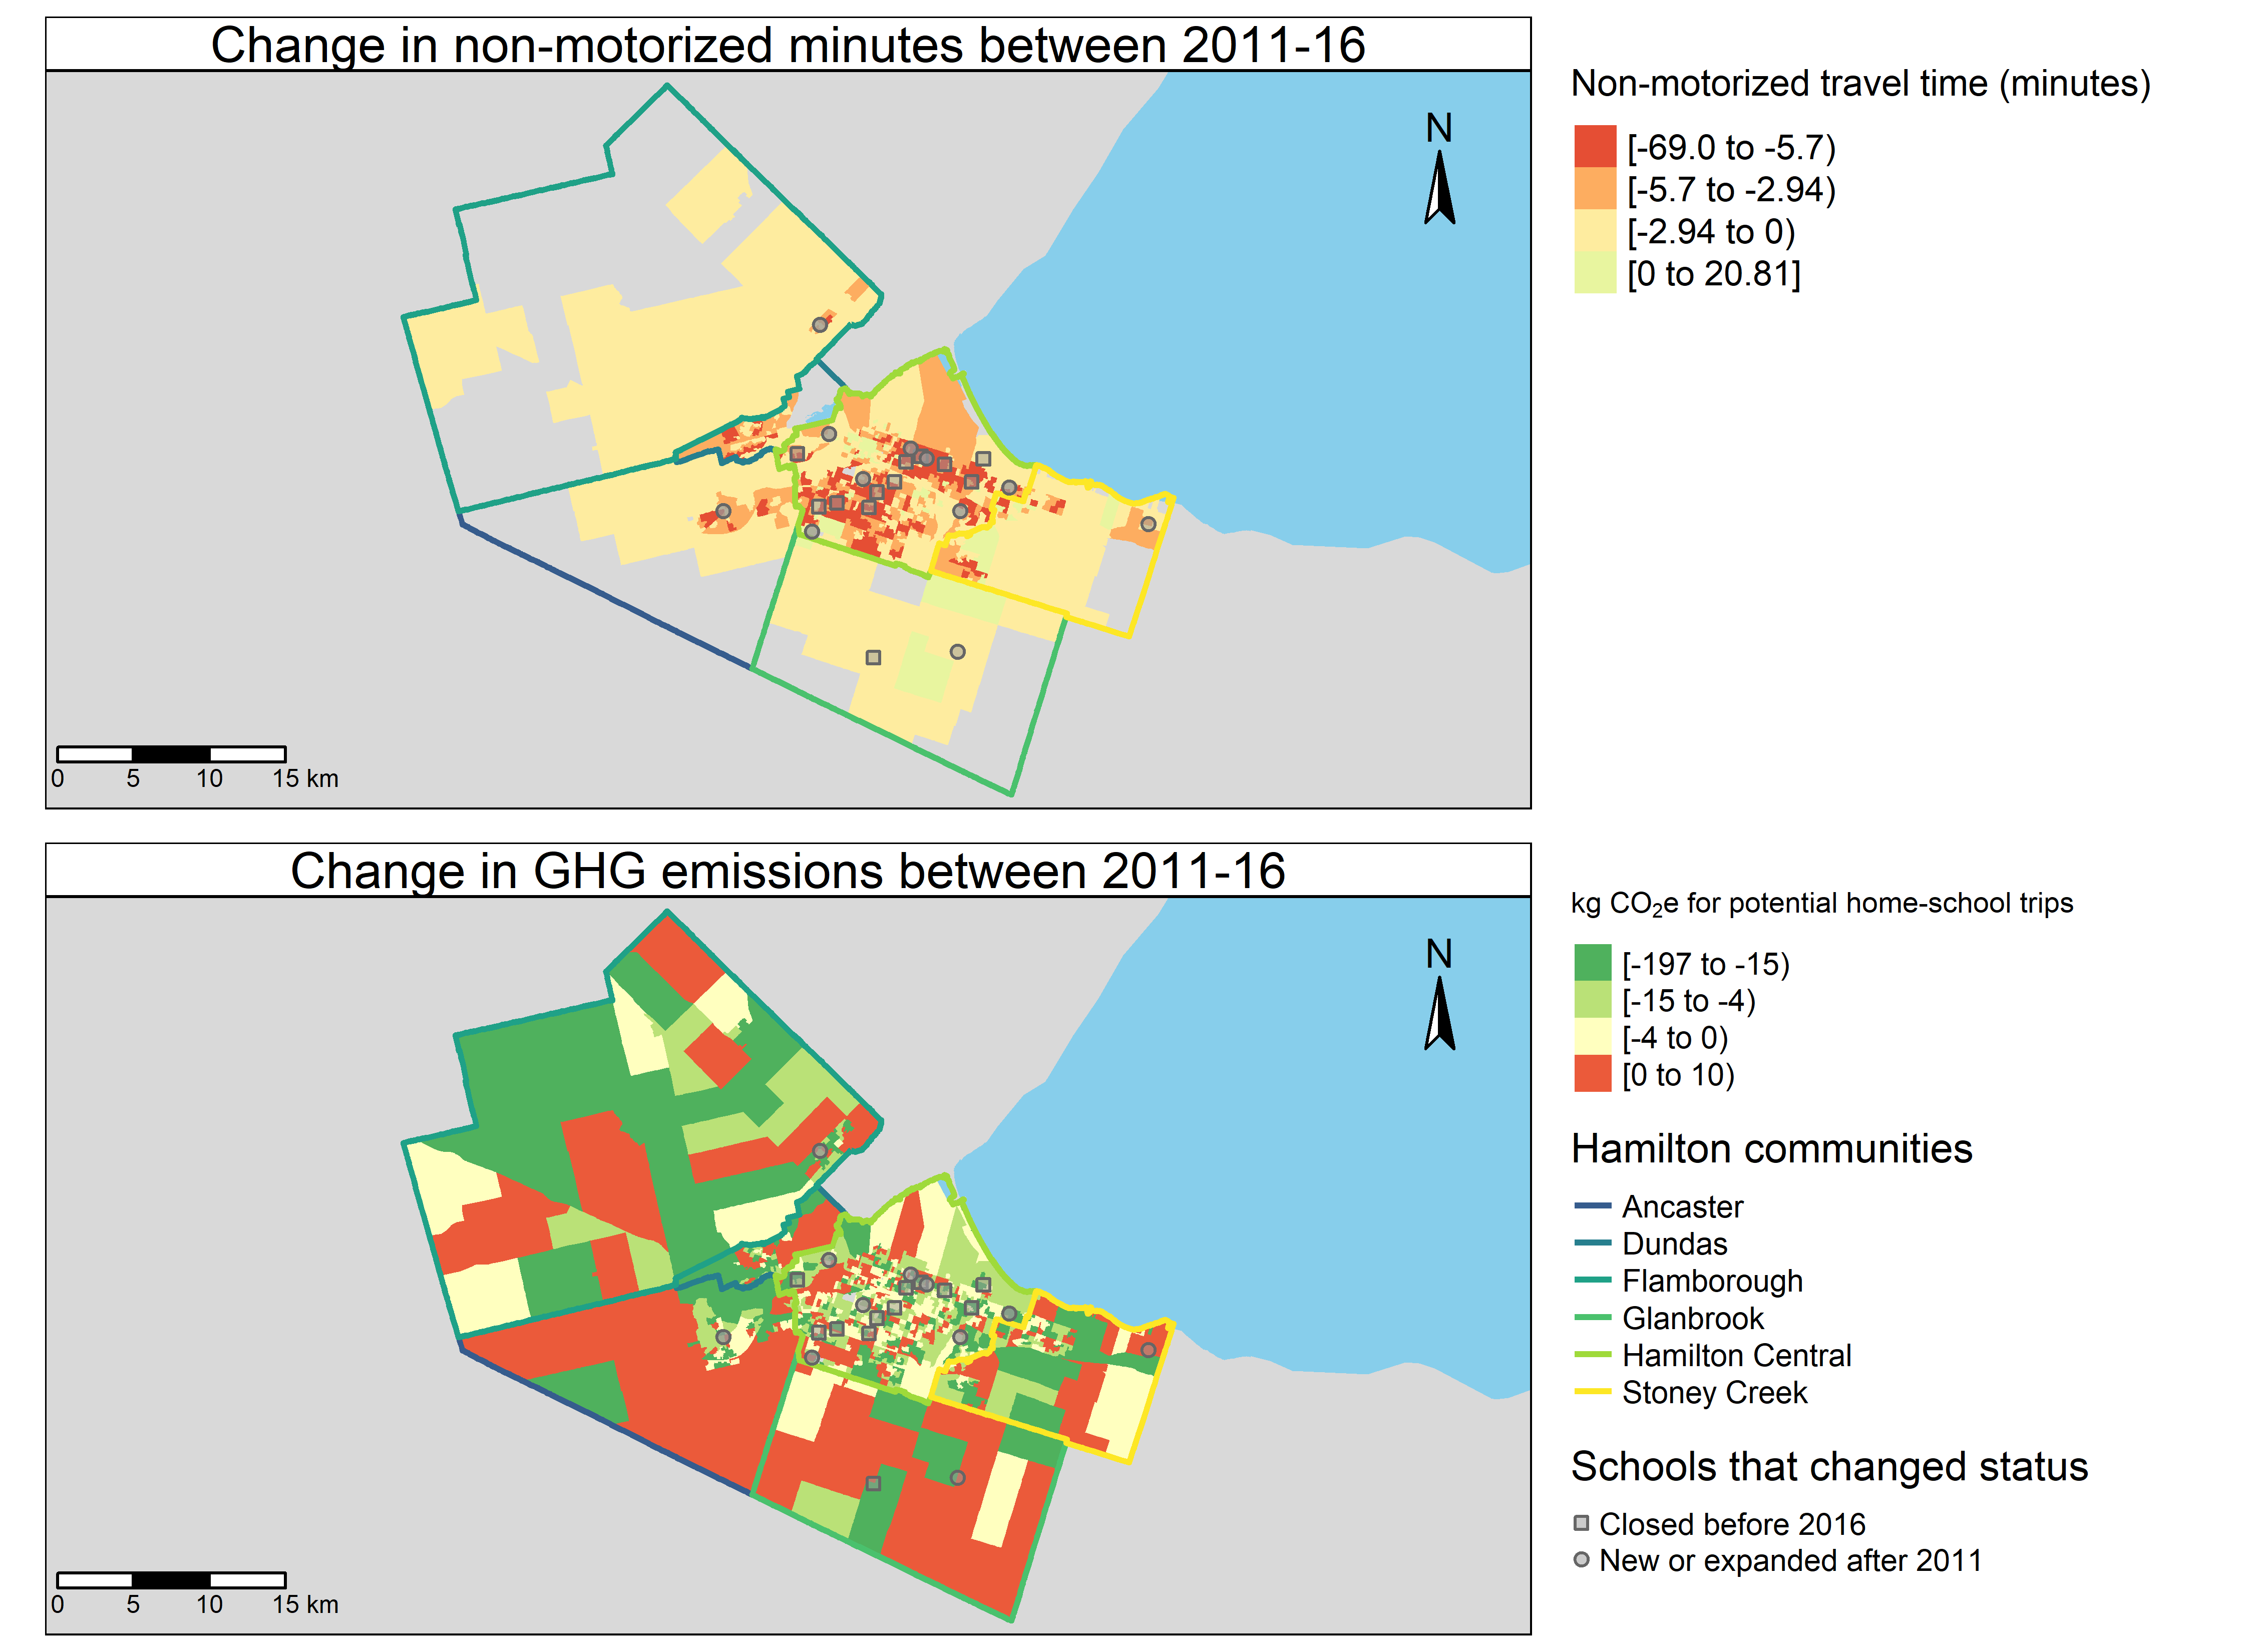 Change in non-motorized minutes between 2011-16
N
0 5 10 15 km
Non-motorized travel time (minutes)
[-69.0 to -5.7)
[-5.7 to -2.94)
[-2.94 to 0)
[0 to 20.81]
Change in GHG emissions between 2011-16
N
0 5 10 15 km
kg CO₂e for potential home-school trips
[-197 to -15)
[-15 to -4)
[-4 to 0)
[0 to 10)
Hamilton communities
Ancaster
Dundas
Flamborough
Glanbrook
Hamilton Central
Stoney Creek
Schools that changed status
Closed before 2016
New or expanded after 2011